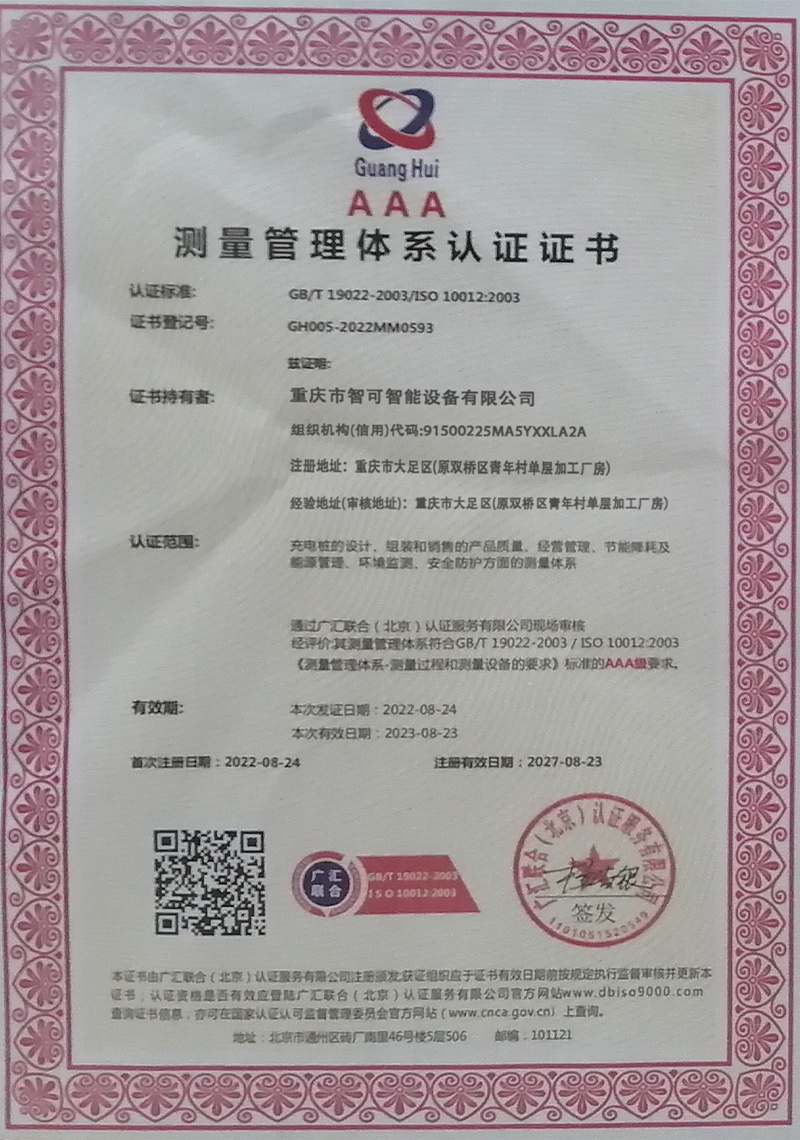 Guang Hui
AAA
测量管理体系认证证书
认证标准: GB/T 19022-2003/ISO 10012:2003
证书登记号: GH005-2022MM0593
兹证明:
证书持有者: 重庆市智可智能设备有限公司
组织机构(信用)代码:91500225MA5YXXLA2A
注册地址：重庆市大足区(原双桥区青年村单层加工厂房)
经验地址(审核地址)：重庆市大足区(原双桥区青年村单层加工厂房)
认证范围: 充电桩的设计、组装和销售的产品质量、经营管理、节能降耗及
能源管理、环境监测、安全防护方面的测量体系
通过广汇联合（北京）认证服务有限公司现场审核
经评价:其测量管理体系符合GB/T 19022-2003 / ISO 10012:2003
《测量管理体系-测量过程和测量设备的要求》标准的AAA级要求。
有效期: 本次发证日期：2022-08-24
本次有效日期：2023-08-23
首次注册日期：2022-08-24 注册有效日期：2027-08-23
广汇
联合
GB/T 19022-2003
ISO 10012:2003
广汇联合（北京）认证服务有限公司
签发
1101051520549
本证书由广汇联合（北京）认证服务有限公司注册颁发,获证组织应于证书有效日期前按规定执行监督审核并更新本
证书，认证资格是否有效应登陆广汇联合（北京）认证服务有限公司官方网站www.dbiso9000.com
查询证书信息，亦可在国家认证认可监督管理委员会官方网站（www.cnca.gov.cn）上查询。
地址：北京市通州区砖厂南里46号楼5层506 邮编：101121